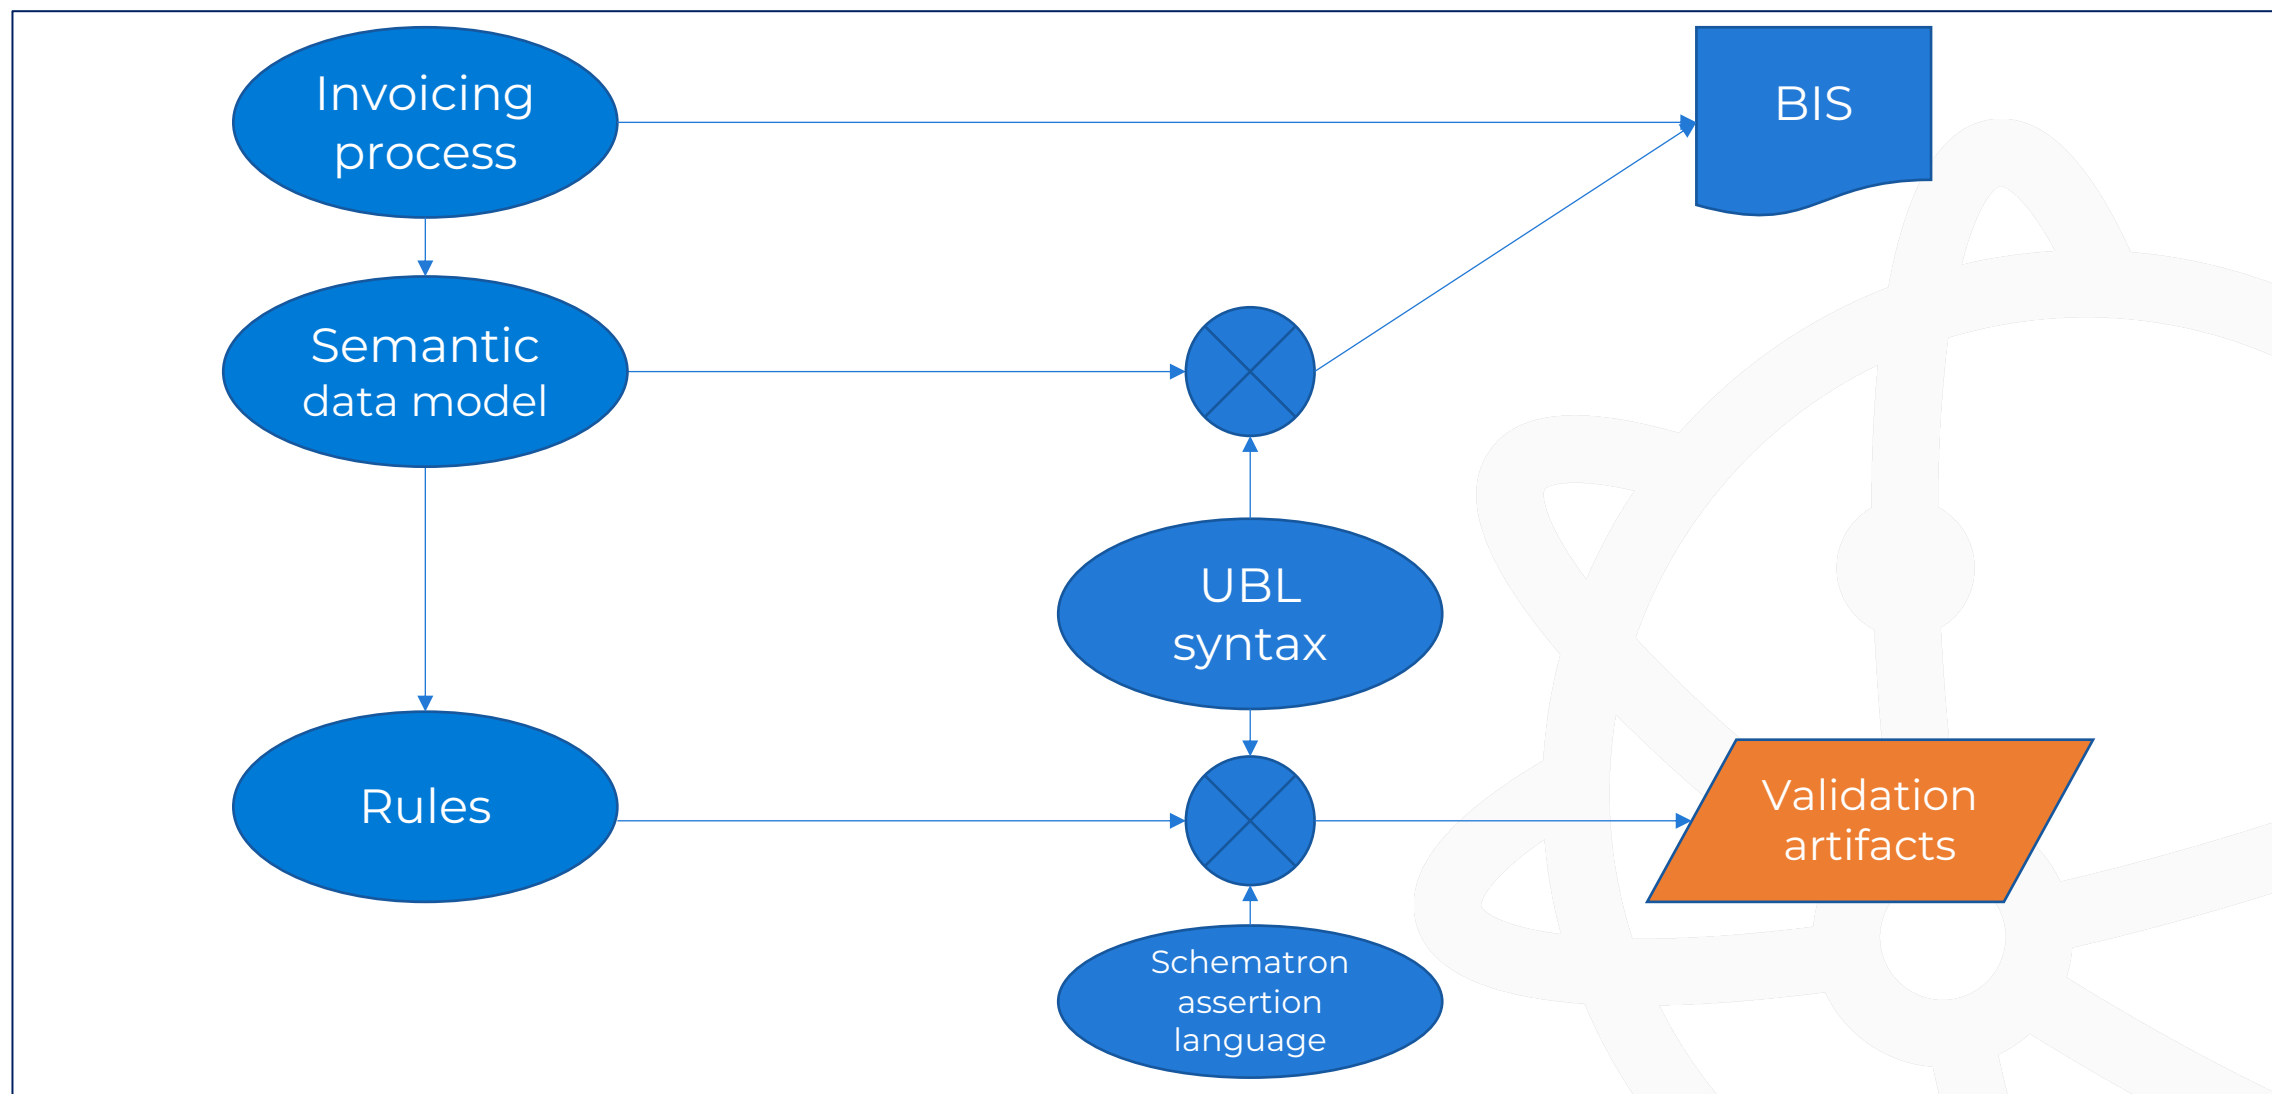 Invoicing
process
BIS
Semantic
data model
UBL
syntax
Rules
Validation
artifacts
Schematron
assertion
language